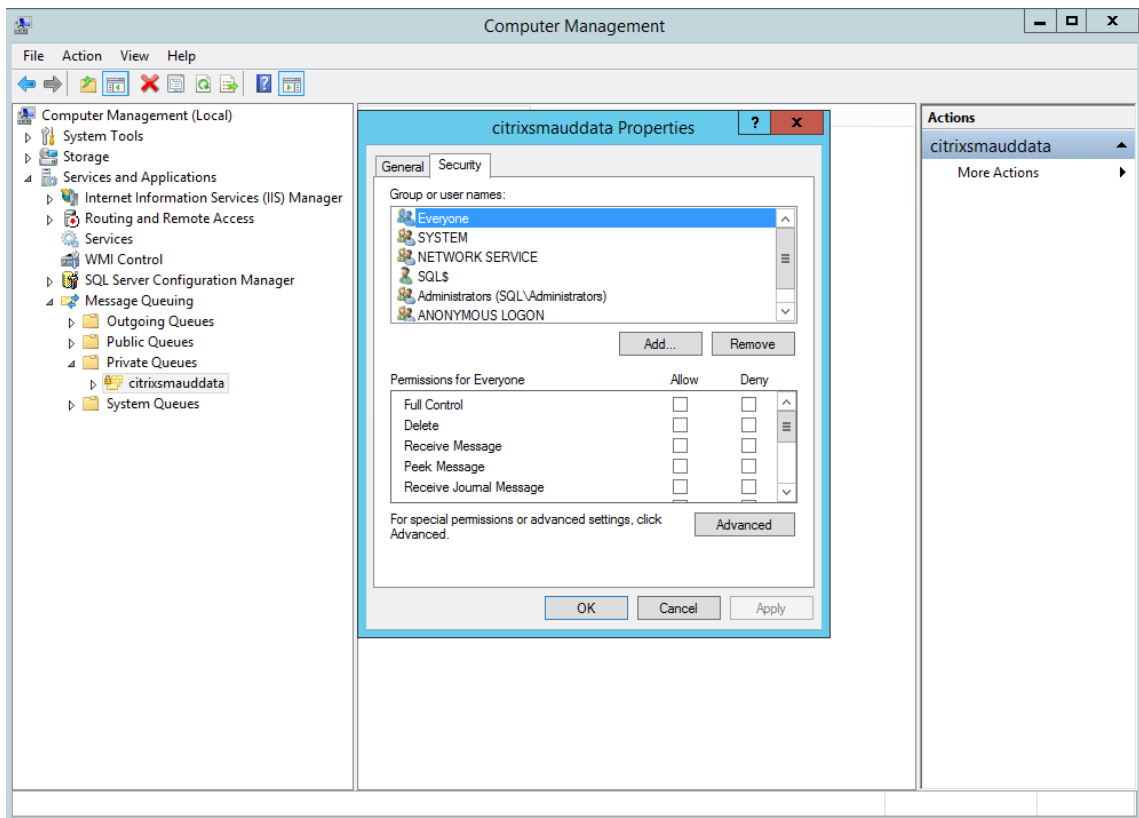 Computer Management
File Action View Help
Computer Management (Local)
System Tools
Storage
Services and Applications
Internet Information Services (IIS) Manager
Routing and Remote Access
Services
WMI Control
SQL Server Configuration Manager
Message Queuing
Outgoing Queues
Public Queues
Private Queues
citrixsmauddata
System Queues
citrixsmauddata Properties
General Security
Group or user names:
Everyone
SYSTEM
NETWORK SERVICE
SQL$
Administrators (SQL\Administrators)
ANONYMOUS LOGON
Add... Remove
Permissions for Everyone Allow Deny
Full Control
Delete
Receive Message
Peek Message
Receive Journal Message
For special permissions or advanced settings, click
Advanced.
Advanced
OK Cancel Apply
Actions
citrixsmauddata
More Actions